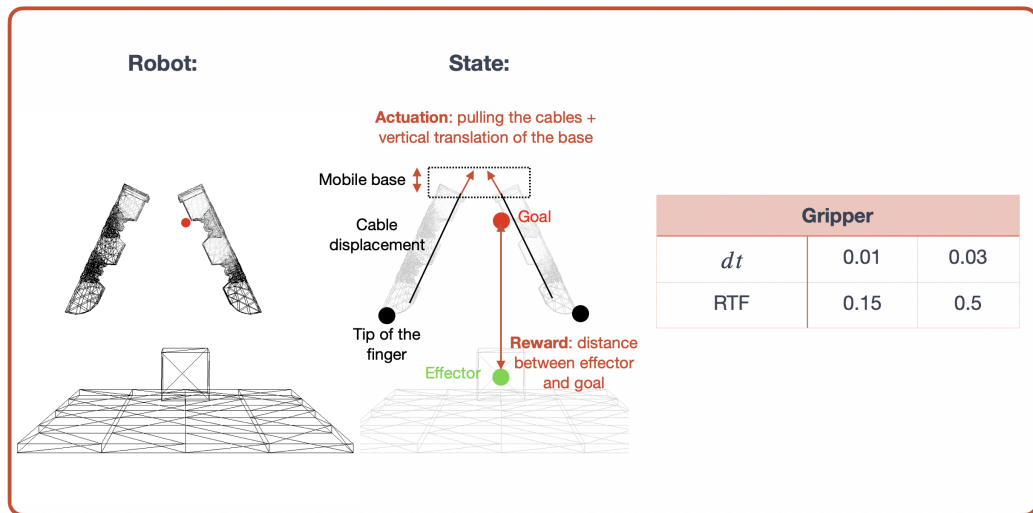 Robot:
State:
Actuation: pulling the cables +
vertical translation of the base
Mobile base
Goal
Cable
displacement
Tip of the
finger
Reward: distance
between effector
and goal
Effector
Gripper
dt 0.01 0.03
RTF 0.15 0.5